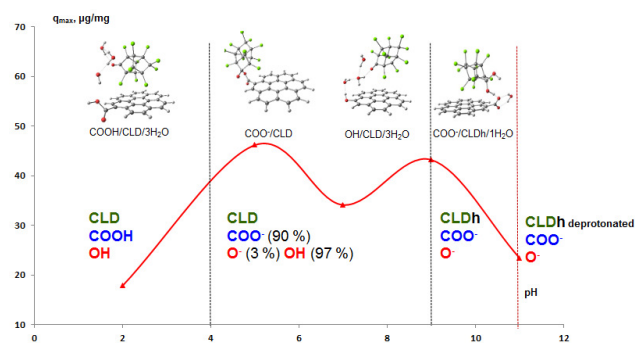 qmax, µg/mg
70
60
50
40
30
20
10
0
2
4
6
8
10
12
pH
COOH/CLD/3H₂O
COO⁻/CLD
OH/CLD/3H₂O
COO⁻/CLDh/1H₂O
CLD
COOH
OH
CLD
COO⁻ (90 %)
O⁻ (3 %) OH (97 %)
CLDh
COO⁻
O⁻
CLDh deprotonated
COO⁻
O⁻